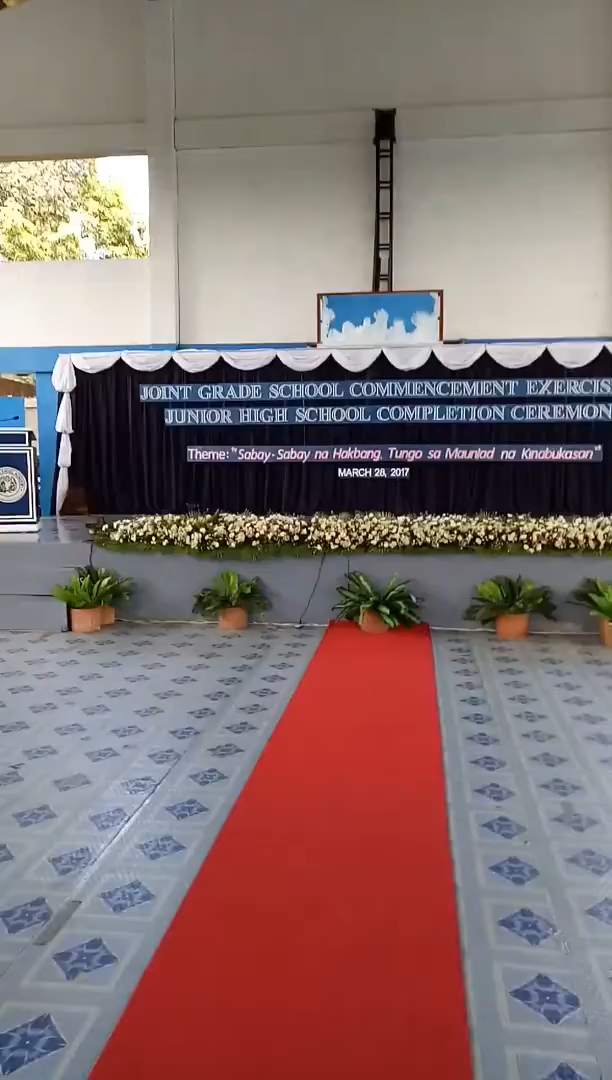 JOINT GRADE SCHOOL COMMENCEMENT EXERCIS
JUNIOR HIGH SCHOOL COMPLETION CEREMON
Theme: "Sabay-Sabay na Hakbang, Tungo sa Maunlad na Kinabukasan"
MARCH 28, 2017